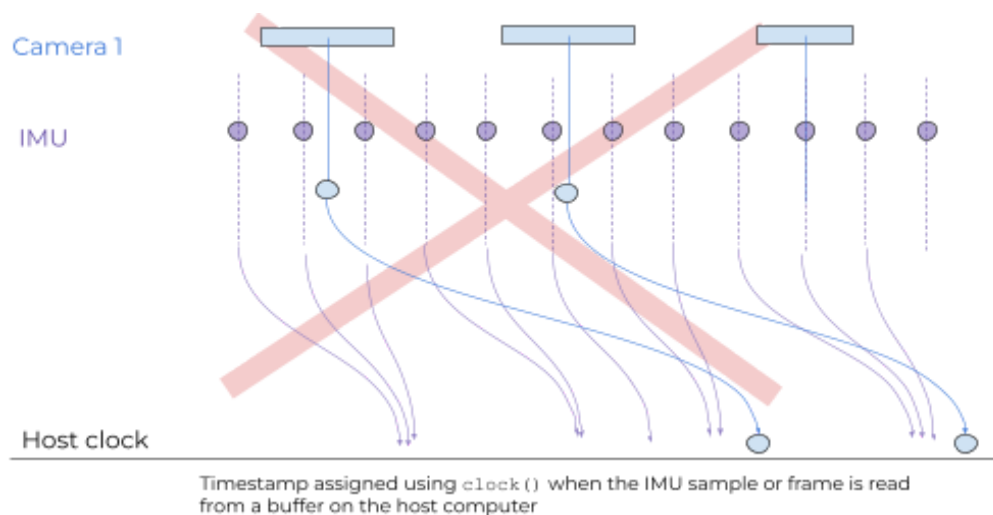 Camera 1
IMU
Host clock
Timestamp assigned using clock() when the IMU sample or frame is read
from a buffer on the host computer